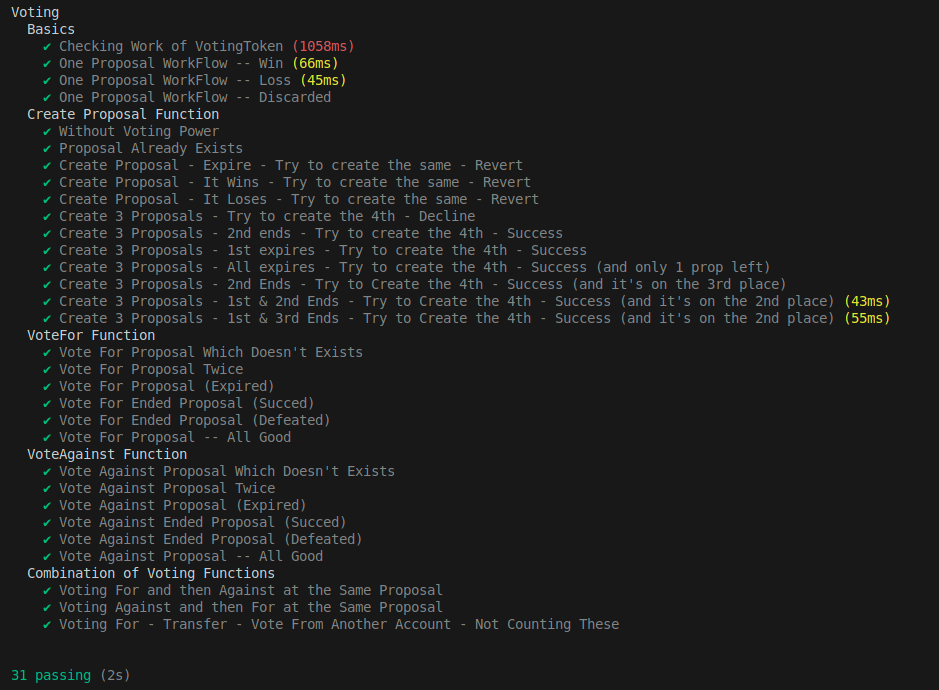 Voting
Basics
✔ Checking Work of VotingToken (1058ms)
✔ One Proposal WorkFlow -- Win (66ms)
✔ One Proposal WorkFlow -- Loss (45ms)
✔ One Proposal WorkFlow -- Discarded
Create Proposal Function
✔ Without Voting Power
✔ Proposal Already Exists
✔ Create Proposal - Expire - Try to create the same - Revert
✔ Create Proposal - It Wins - Try to create the same - Revert
✔ Create Proposal - It Loses - Try to create the same - Revert
✔ Create 3 Proposals - Try to create the 4th - Decline
✔ Create 3 Proposals - 2nd ends - Try to create the 4th - Success
✔ Create 3 Proposals - 1st expires - Try to create the 4th - Success
✔ Create 3 Proposals - All expires - Try to create the 4th - Success (and only 1 prop left)
✔ Create 3 Proposals - 2nd Ends - Try to Create the 4th - Success (and it's on the 3rd place)
✔ Create 3 Proposals - 1st & 2nd Ends - Try to Create the 4th - Success (and it's on the 2nd place) (43ms)
✔ Create 3 Proposals - 1st & 3rd Ends - Try to Create the 4th - Success (and it's on the 2nd place) (55ms)
VoteFor Function
✔ Vote For Proposal Which Doesn't Exists
✔ Vote For Proposal Twice
✔ Vote For Proposal (Expired)
✔ Vote For Ended Proposal (Succed)
✔ Vote For Ended Proposal (Defeated)
✔ Vote For Proposal -- All Good
VoteAgainst Function
✔ Vote Against Proposal Which Doesn't Exists
✔ Vote Against Proposal Twice
✔ Vote Against Proposal (Expired)
✔ Vote Against Ended Proposal (Succed)
✔ Vote Against Ended Proposal (Defeated)
✔ Vote Against Proposal -- All Good
Combination of Voting Functions
✔ Voting For and then Against at the Same Proposal
✔ Voting Against and then For at the Same Proposal
✔ Voting For - Transfer - Vote From Another Account - Not Counting These
31 passing (2s)